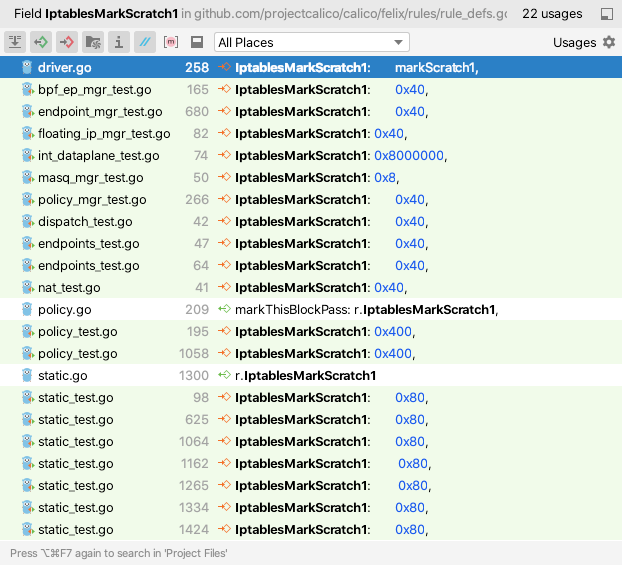 Field IptablesMarkScratch1 in github.com/projectcalico/calico/felix/rules/rule_defs.go 22 usages
All Places Usages
driver.go 258 IptablesMarkScratch1: markScratch1,
bpf_ep_mgr_test.go 165 IptablesMarkScratch1: 0x40,
endpoint_mgr_test.go 680 IptablesMarkScratch1: 0x40,
floating_ip_mgr_test.go 82 IptablesMarkScratch1: 0x40,
int_dataplane_test.go 74 IptablesMarkScratch1: 0x8000000,
masq_mgr_test.go 50 IptablesMarkScratch1: 0x8,
policy_mgr_test.go 266 IptablesMarkScratch1: 0x40,
dispatch_test.go 42 IptablesMarkScratch1: 0x40,
endpoints_test.go 47 IptablesMarkScratch1: 0x40,
endpoints_test.go 64 IptablesMarkScratch1: 0x40,
nat_test.go 41 IptablesMarkScratch1: 0x40,
policy.go 209 markThisBlockPass: r.IptablesMarkScratch1,
policy_test.go 195 IptablesMarkScratch1: 0x400,
policy_test.go 1058 IptablesMarkScratch1: 0x400,
static.go 1300 r.IptablesMarkScratch1
static_test.go 98 IptablesMarkScratch1: 0x80,
static_test.go 625 IptablesMarkScratch1: 0x80,
static_test.go 1064 IptablesMarkScratch1: 0x80,
static_test.go 1162 IptablesMarkScratch1: 0x80,
static_test.go 1265 IptablesMarkScratch1: 0x80,
static_test.go 1334 IptablesMarkScratch1: 0x80,
static_test.go 1424 IptablesMarkScratch1: 0x80,
Press ⌥⌘F7 again to search in 'Project Files'